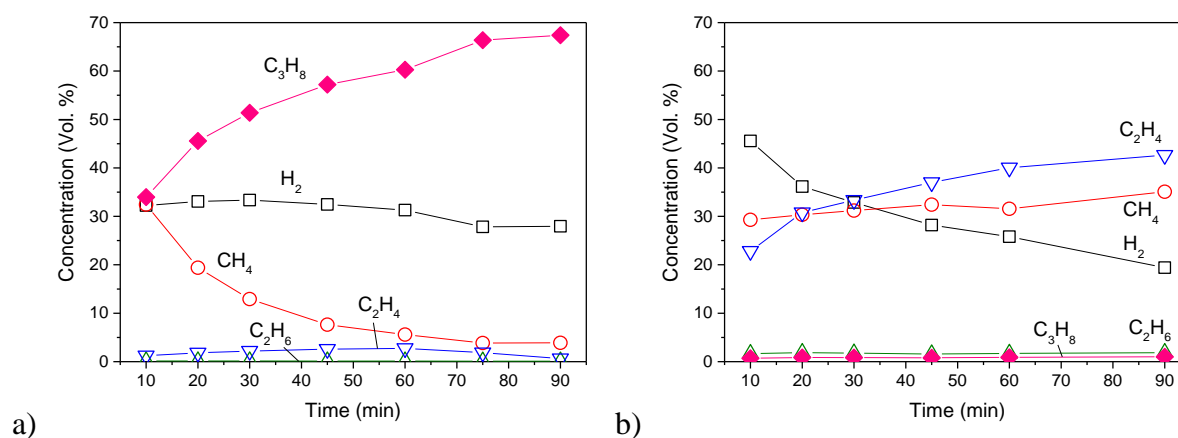 70
60
50
40
30
20
10
0
Concentration (Vol. %)
C₃H₈
H₂
CH₄
C₂H₆
C₂H₄
10 20 30 40 50 60 70 80 90
Time (min)
a)
70
60
50
40
30
20
10
0
Concentration (Vol. %)
C₂H₄
CH₄
H₂
C₃H₈
C₂H₆
10 20 30 40 50 60 70 80 90
Time (min)
b)